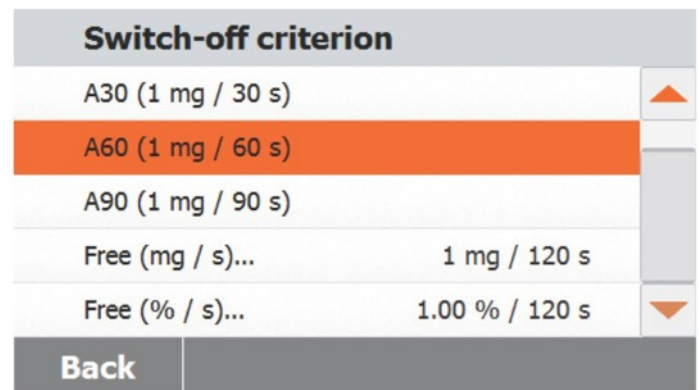 Switch-off criterion
A30 (1 mg / 30 s)
A60 (1 mg / 60 s)
A90 (1 mg / 90 s)
Free (mg / s)... 1 mg / 120 s
Free (% / s)... 1.00 % / 120 s
Back